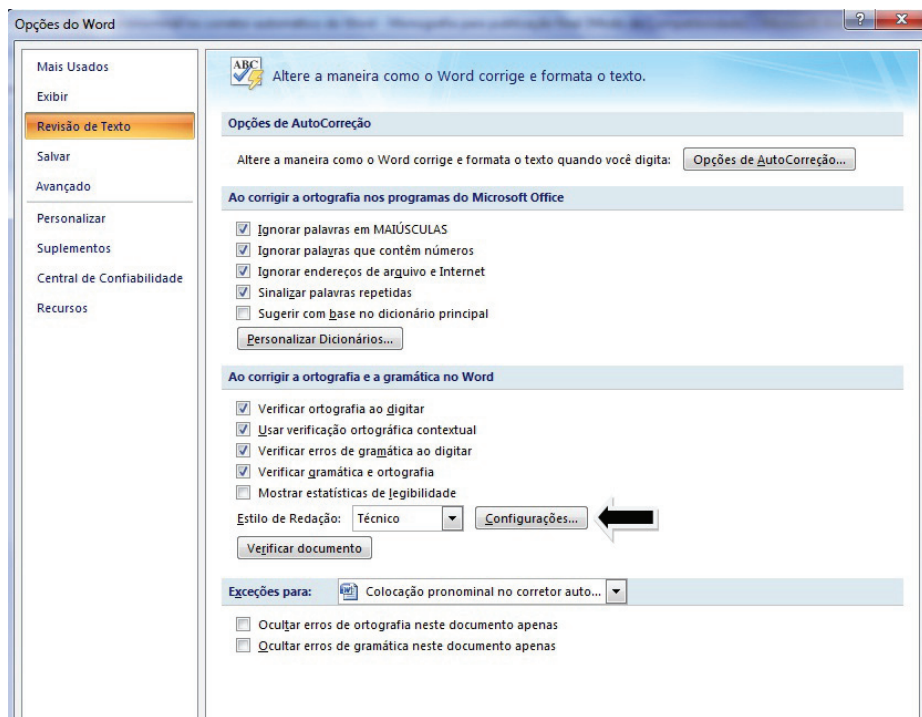 Opções do Word
Mais Usados
Exibir
Revisão de Texto
Salvar
Avançado
Personalizar
Suplementos
Central de Confiabilidade
Recursos
ABC
Altere a maneira como o Word corrige e formata o texto.
Opções de AutoCorreção
Altere a maneira como o Word corrige e formata o texto quando você digita: Opções de AutoCorreção...
Ao corrigir a ortografia nos programas do Microsoft Office
Ignorar palavras em MAIÚSCULAS
Ignorar palavras que contêm números
Ignorar endereços de arquivo e Internet
Sinalizar palavras repetidas
Sugerir com base no dicionário principal
Personalizar Dicionários...
Ao corrigir a ortografia e a gramática no Word
Verificar ortografia ao digitar
Usar verificação ortográfica contextual
Verificar erros de gramática ao digitar
Verificar gramática e ortografia
Mostrar estatísticas de legibilidade
Estilo de Redação: Técnico Configurações...
Verificar documento
Exceções para: Colocação pronominal no corretor auto...
Ocultar erros de ortografia neste documento apenas
Ocultar erros de gramática neste documento apenas